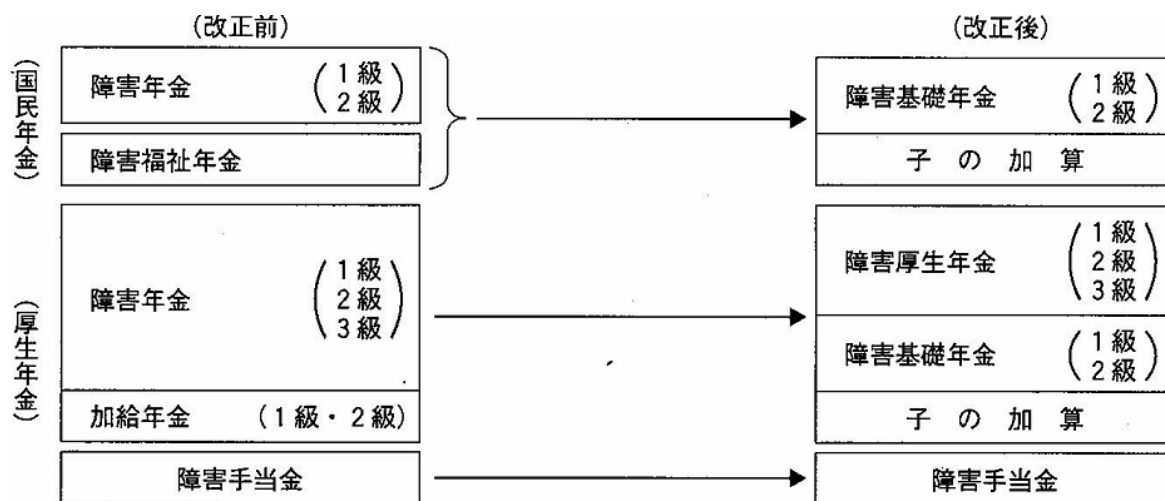 (改正前)
(改正後)
(国民年金)
障害年金 (1級 2級)
障害福祉年金
障害基礎年金 (1級 2級)
子の加算
(厚生年金)
障害年金 (1級 2級 3級)
加給年金 (1級・2級)
障害手当金
障害厚生年金 (1級 2級 3級)
障害基礎年金 (1級 2級)
子の加算
障害手当金